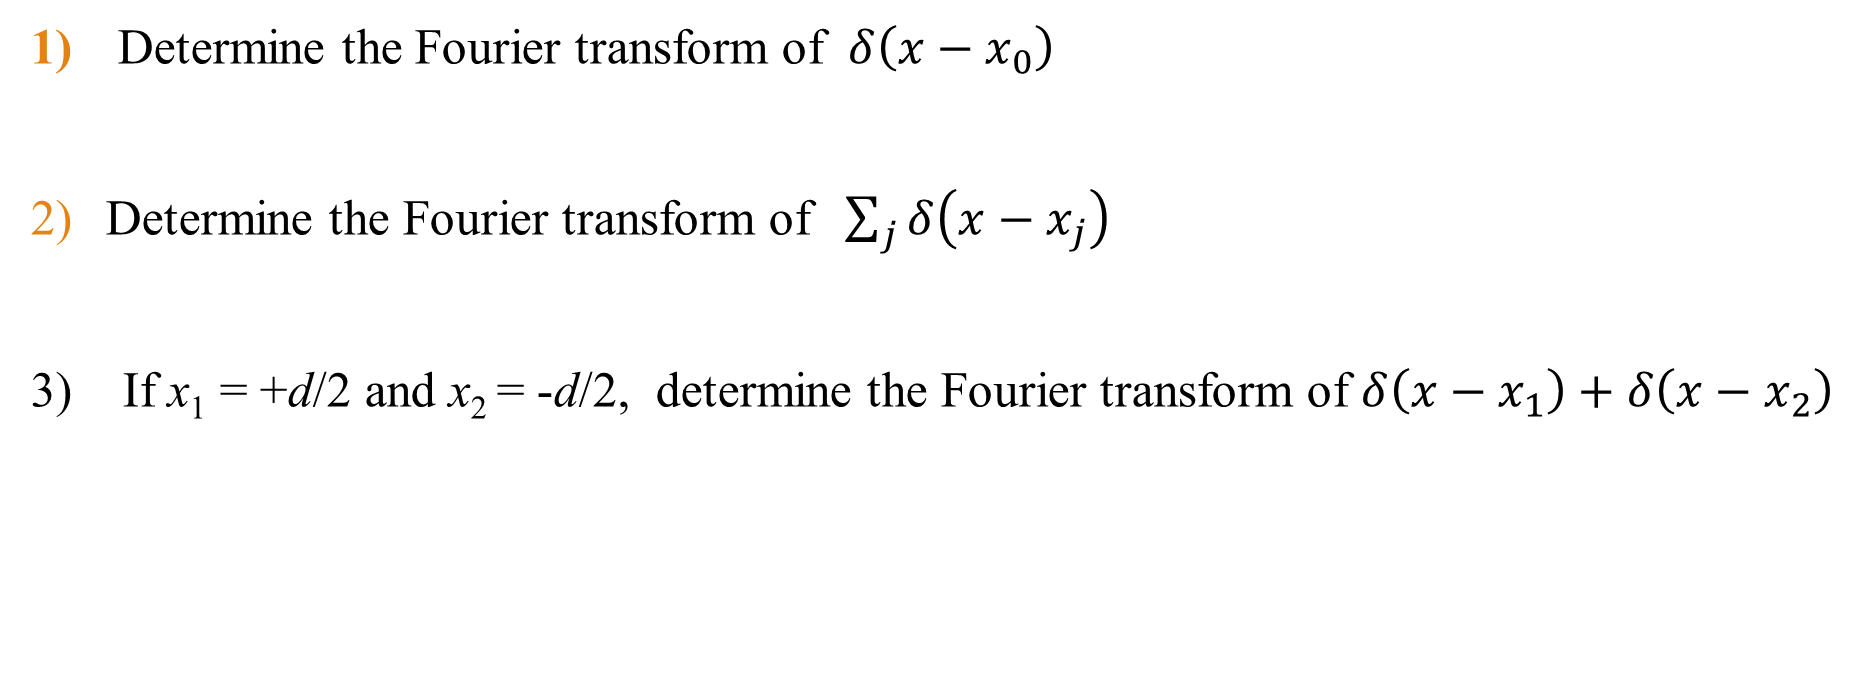 1) Determine the Fourier transform of δ(x − x₀)
2) Determine the Fourier transform of ∑ⱼ δ(x − xⱼ)
3) If x₁ = +d/2 and x₂ = -d/2, determine the Fourier transform of δ(x − x₁) + δ(x − x₂)